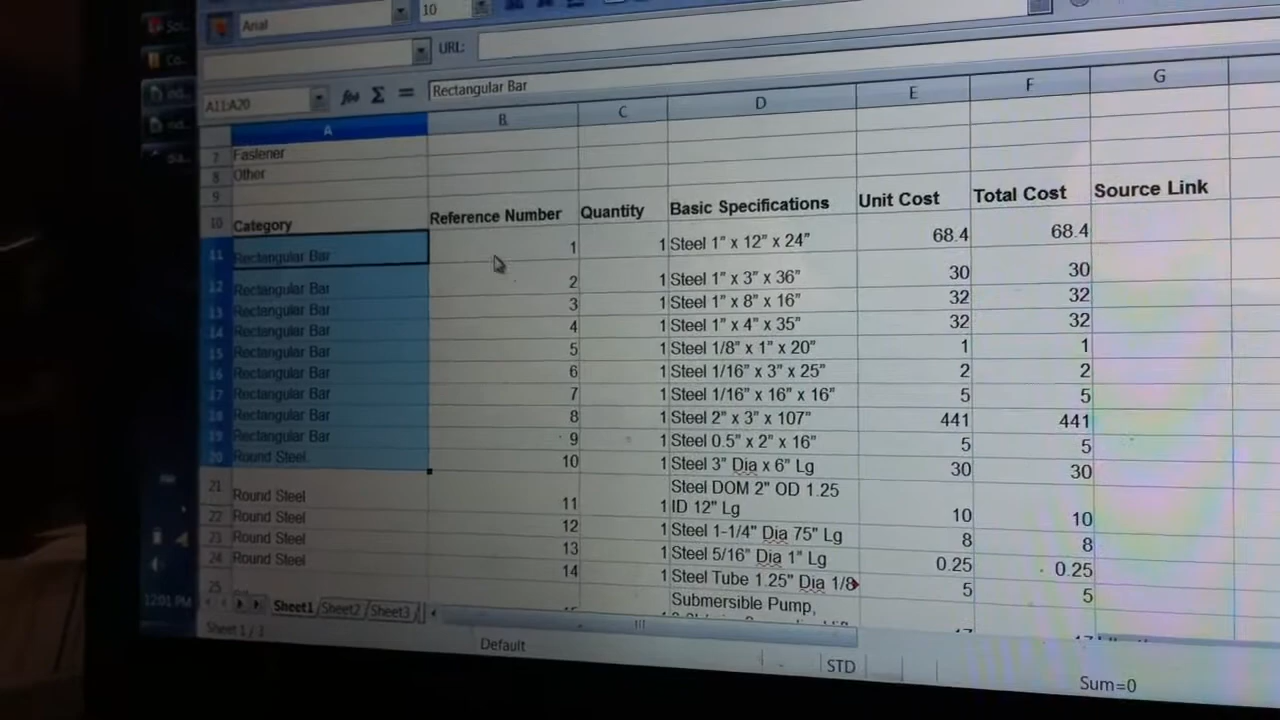 Arial 10
URL:
A11:A20 Rectangular Bar
A B C D E F G
7 Fastener
8 Other
9
10 Category Reference Number Quantity Basic Specifications Unit Cost Total Cost Source Link
11 Rectangular Bar 1 1 Steel 1" x 12" x 24" 68.4 68.4
12 Rectangular Bar 2 1 Steel 1" x 3" x 36" 30 30
13 Rectangular Bar 3 1 Steel 1" x 8" x 16" 32 32
14 Rectangular Bar 4 1 Steel 1" x 4" x 35" 32 32
15 Rectangular Bar 5 1 Steel 1/8" x 1" x 20" 1 1
16 Rectangular Bar 6 1 Steel 1/16" x 3" x 25" 2 2
17 Rectangular Bar 7 1 Steel 1/16" x 16" x 16" 5 5
18 Rectangular Bar 8 1 Steel 2" x 3" x 107" 441 441
19 Rectangular Bar 9 1 Steel 0.5" x 2" x 16" 5 5
20 Round Steel 10 1 Steel 3" Dia x 6" Lg 30 30
Steel DOM 2" OD 1.25
21 Round Steel 11 1 ID 12" Lg 10 10
22 Round Steel 12 1 Steel 1-1/4" Dia 75" Lg 8 8
23 Round Steel 13 1 Steel 5/16" Dia 1" Lg 0.25 0.25
24 Round Steel 14 1 Steel Tube 1.25" Dia 1/8 5 5
25 Submersible Pump,
12:01 PM
Sheet1 Sheet2 Sheet3
Sheet 1 / 3 Default STD Sum=0